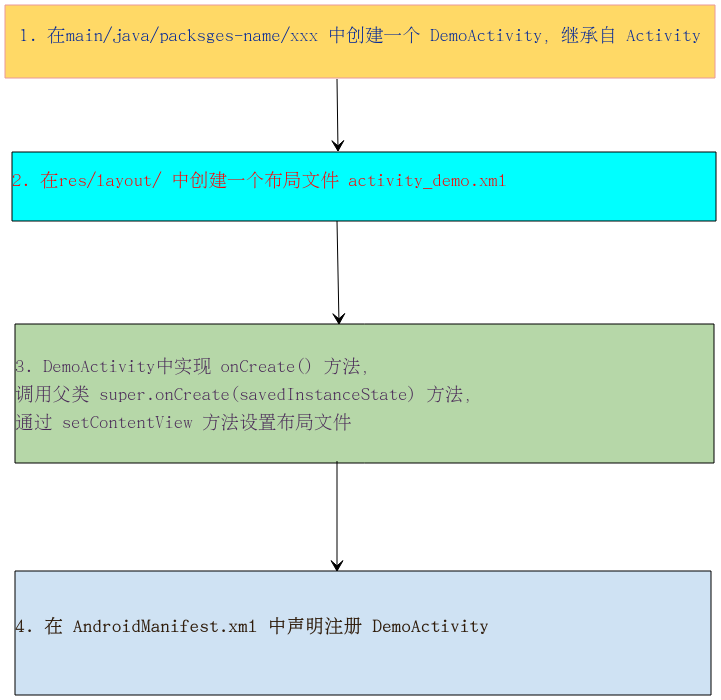 1. 在main/java/packsges-name/xxx 中创建一个 DemoActivity, 继承自 Activity
2. 在res/layout/ 中创建一个布局文件 activity_demo.xml
3. DemoActivity中实现 onCreate() 方法,
调用父类 super.onCreate(savedInstanceState) 方法,
通过 setContentView 方法设置布局文件
4. 在 AndroidManifest.xml 中声明注册 DemoActivity